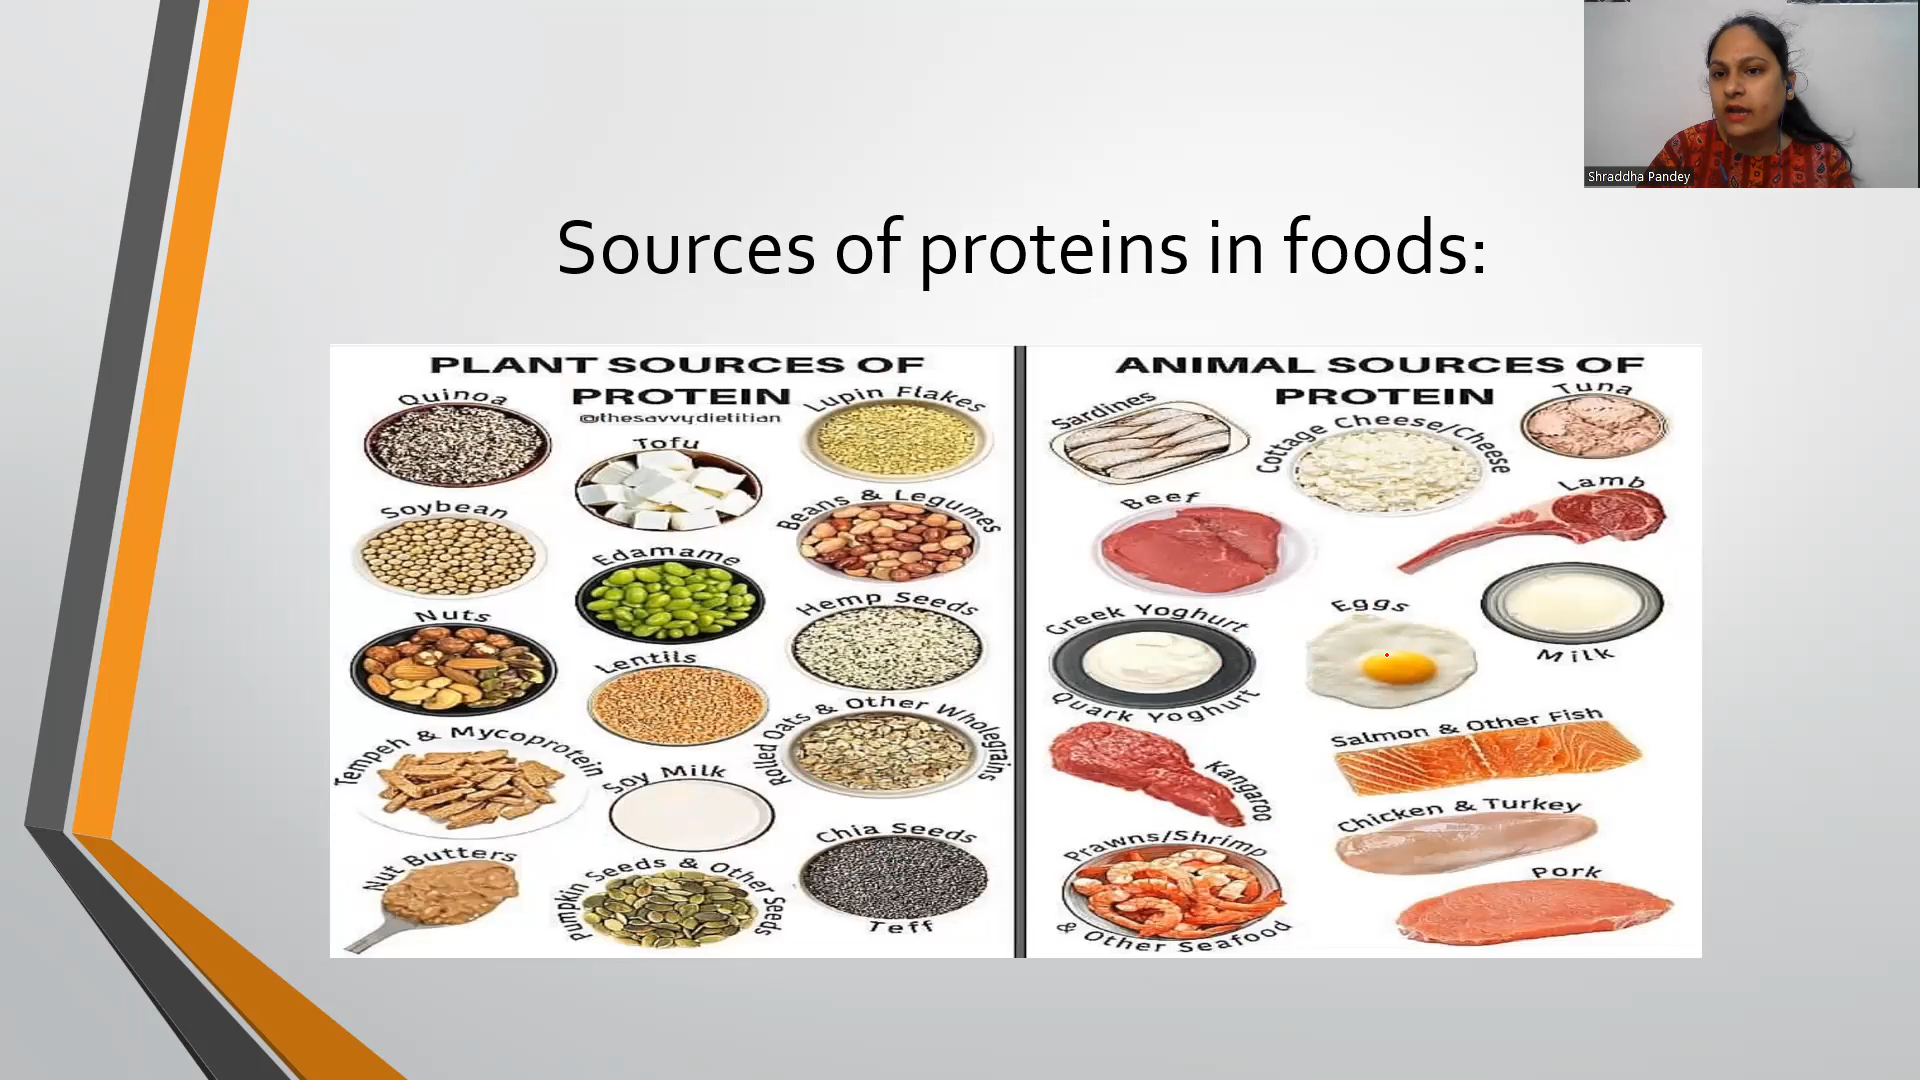 Shraddha Pandey
Sources of proteins in foods:
PLANT SOURCES OF
PROTEIN
@thesavvydietitian
Quinoa
Tofu
Lupin Flakes
Soybean
Edamame
Beans & Legumes
Nuts
Lentils
Hemp Seeds
Tempeh & Mycoprotein
Soy Milk
Rolled Oats & Other Wholegrains
Nut Butters
Pumpkin Seeds & Other Seeds
Chia Seeds
Teff
ANIMAL SOURCES OF
PROTEIN
Sardines
Cotage Cheese/Cheese
Tuna
Beef
Lamb
Greek Yoghurt
Quark Yoghurt
Eggs
Milk
Kangaroo
Salmon & Other Fish
Chicken & Turkey
Prawns/Shrimp
& Other Seafood
Pork